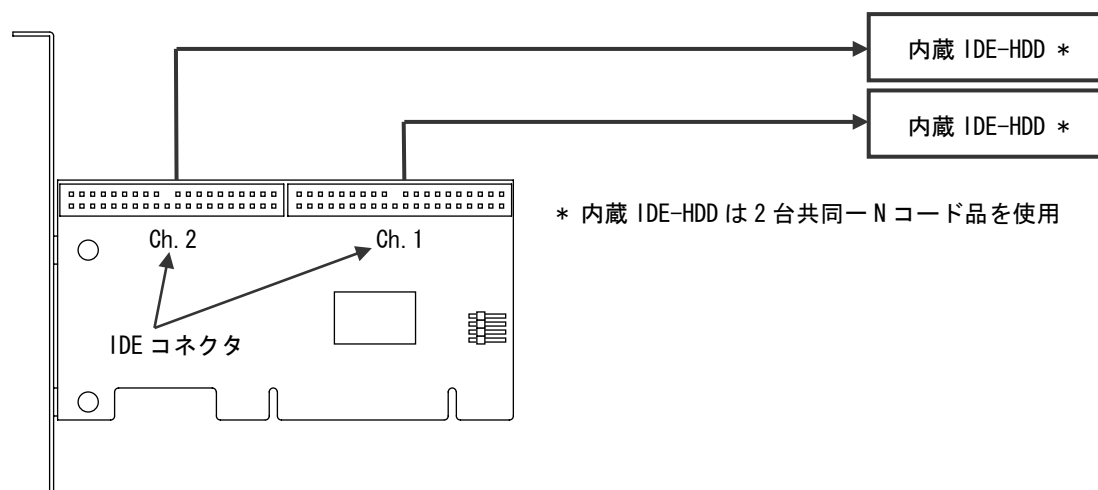 内蔵 IDE-HDD *
内蔵 IDE-HDD *
* 内蔵 IDE-HDD は 2 台共同一 N コード品を使用
Ch. 2
Ch. 1
IDE コネクタ